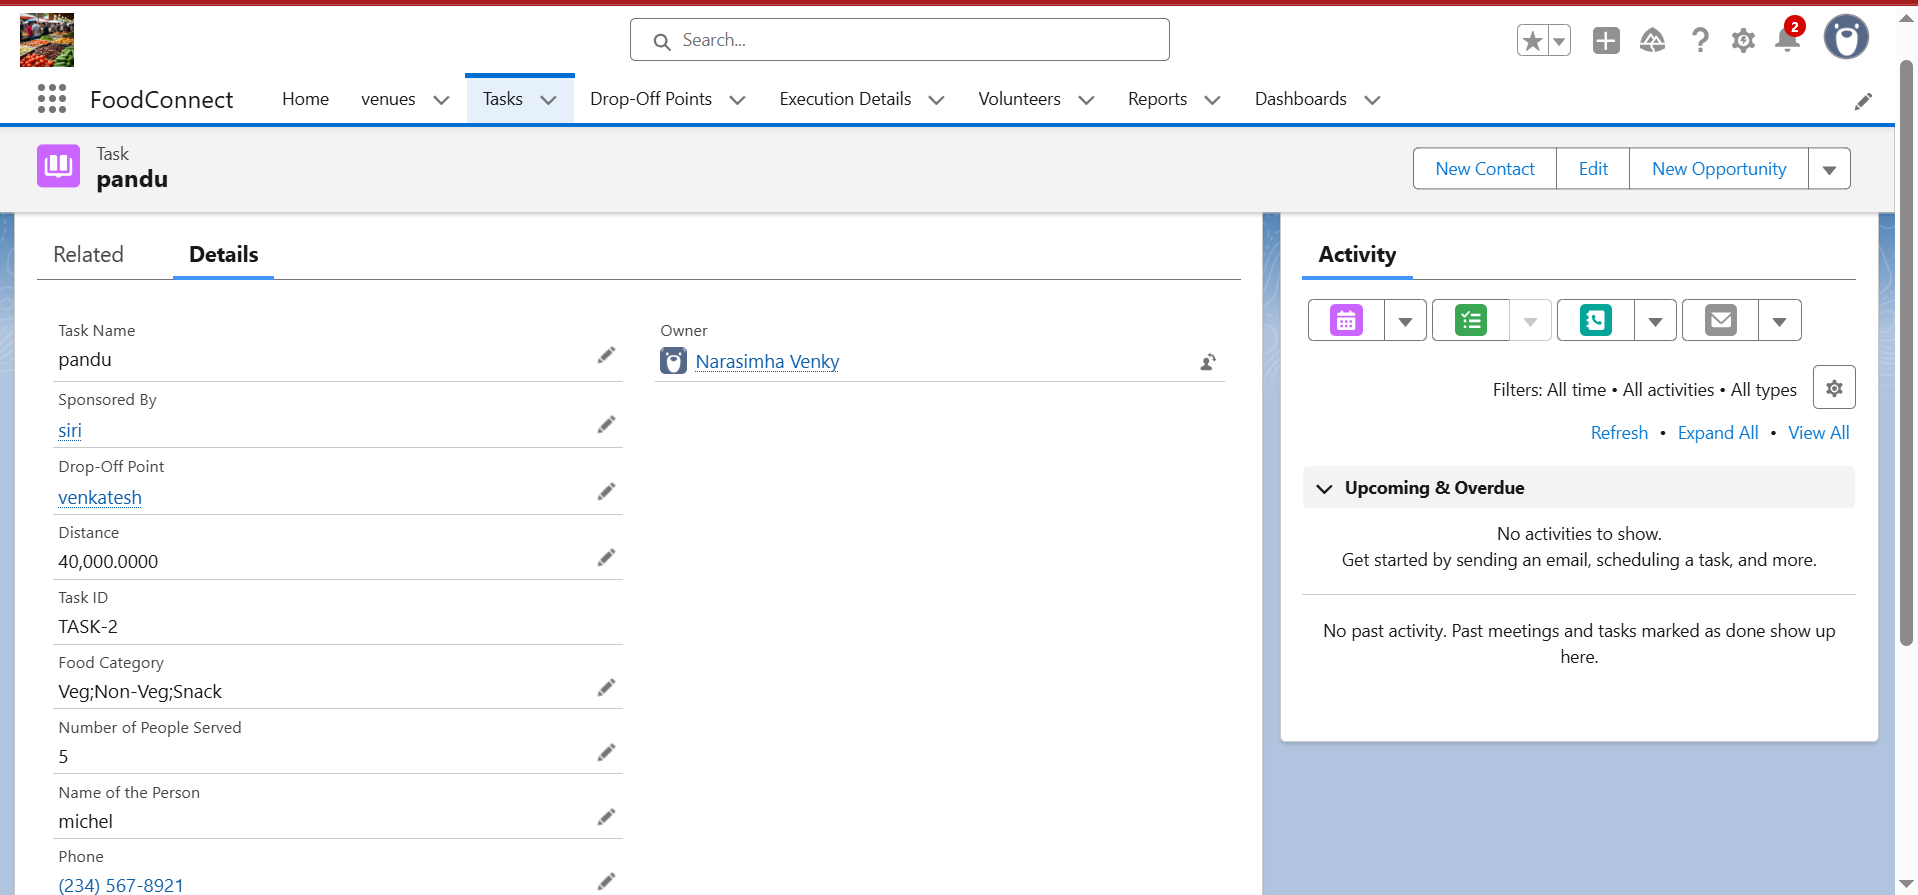 Search...
2
FoodConnect Home venues Tasks Drop-Off Points Execution Details Volunteers Reports Dashboards
Task
pandu
New Contact Edit New Opportunity
Related Details
Task Name
pandu
Sponsored By
siri
Drop-Off Point
venkatesh
Distance
40,000.0000
Task ID
TASK-2
Food Category
Veg;Non-Veg;Snack
Number of People Served
5
Name of the Person
michel
Phone
(234) 567-8921
Owner
Narasimha Venky
Activity
Filters: All time • All activities • All types
Refresh • Expand All • View All
Upcoming & Overdue
No activities to show.
Get started by sending an email, scheduling a task, and more.
No past activity. Past meetings and tasks marked as done show up
here.